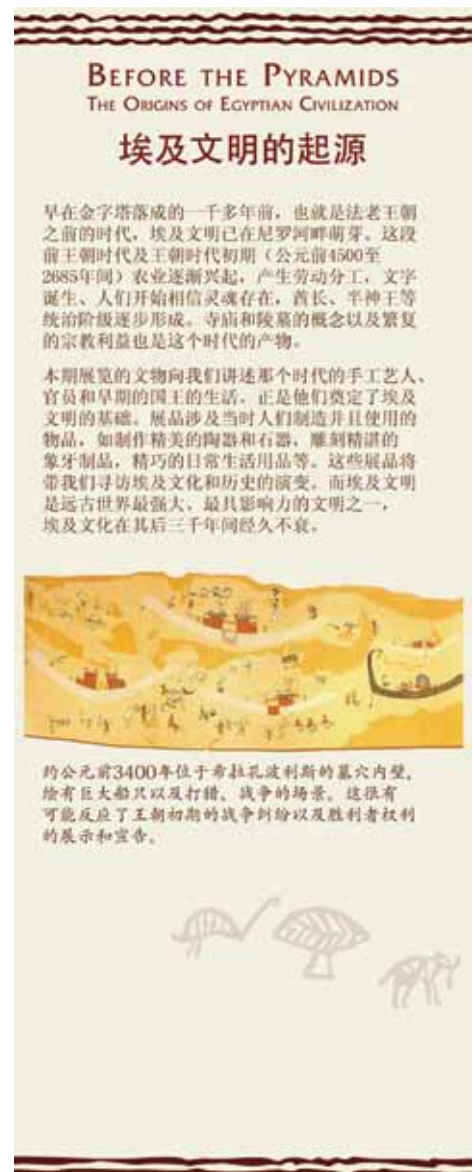 BEFORE THE PYRAMIDS
THE ORIGINS OF EGYPTIAN CIVILIZATION
埃及文明的起源
早在金字塔落成的一千多年前，也就是法老王朝
之前的时代，埃及文明已在尼罗河畔萌芽。这段
前王朝时代及王朝时代初期（公元前4500至
2685年间）农业逐渐兴起，产生劳动分工，文字
诞生、人们开始相信灵魂存在，酋长、半神王等
统治阶级逐步形成。寺庙和陵墓的概念以及繁复
的宗教利益也是这个时代的产物。
本期展览的文物向我们讲述那个时代的手工艺人、
官员和早期的国王的生活。正是他们奠定了埃及
文明的基础。展品涉及当时人们制造并且使用的
物品，如制作精美的陶器和石器，雕刻精湛的
象牙制品，精巧的日常生活用品等。这些展品将
带我们寻访埃及文化和历史的演变。而埃及文明
是远古世界最强大、最具影响力的文明之一，
埃及文化在其后三千年间经久不衰。
约公元前3400年位于希拉孔波利斯的墓穴内壁，
绘有巨大船只以及打猎、战争的场景。这很有
可能反应了王朝初期的战争纠纷以及胜利者权利
的展示和宣告。